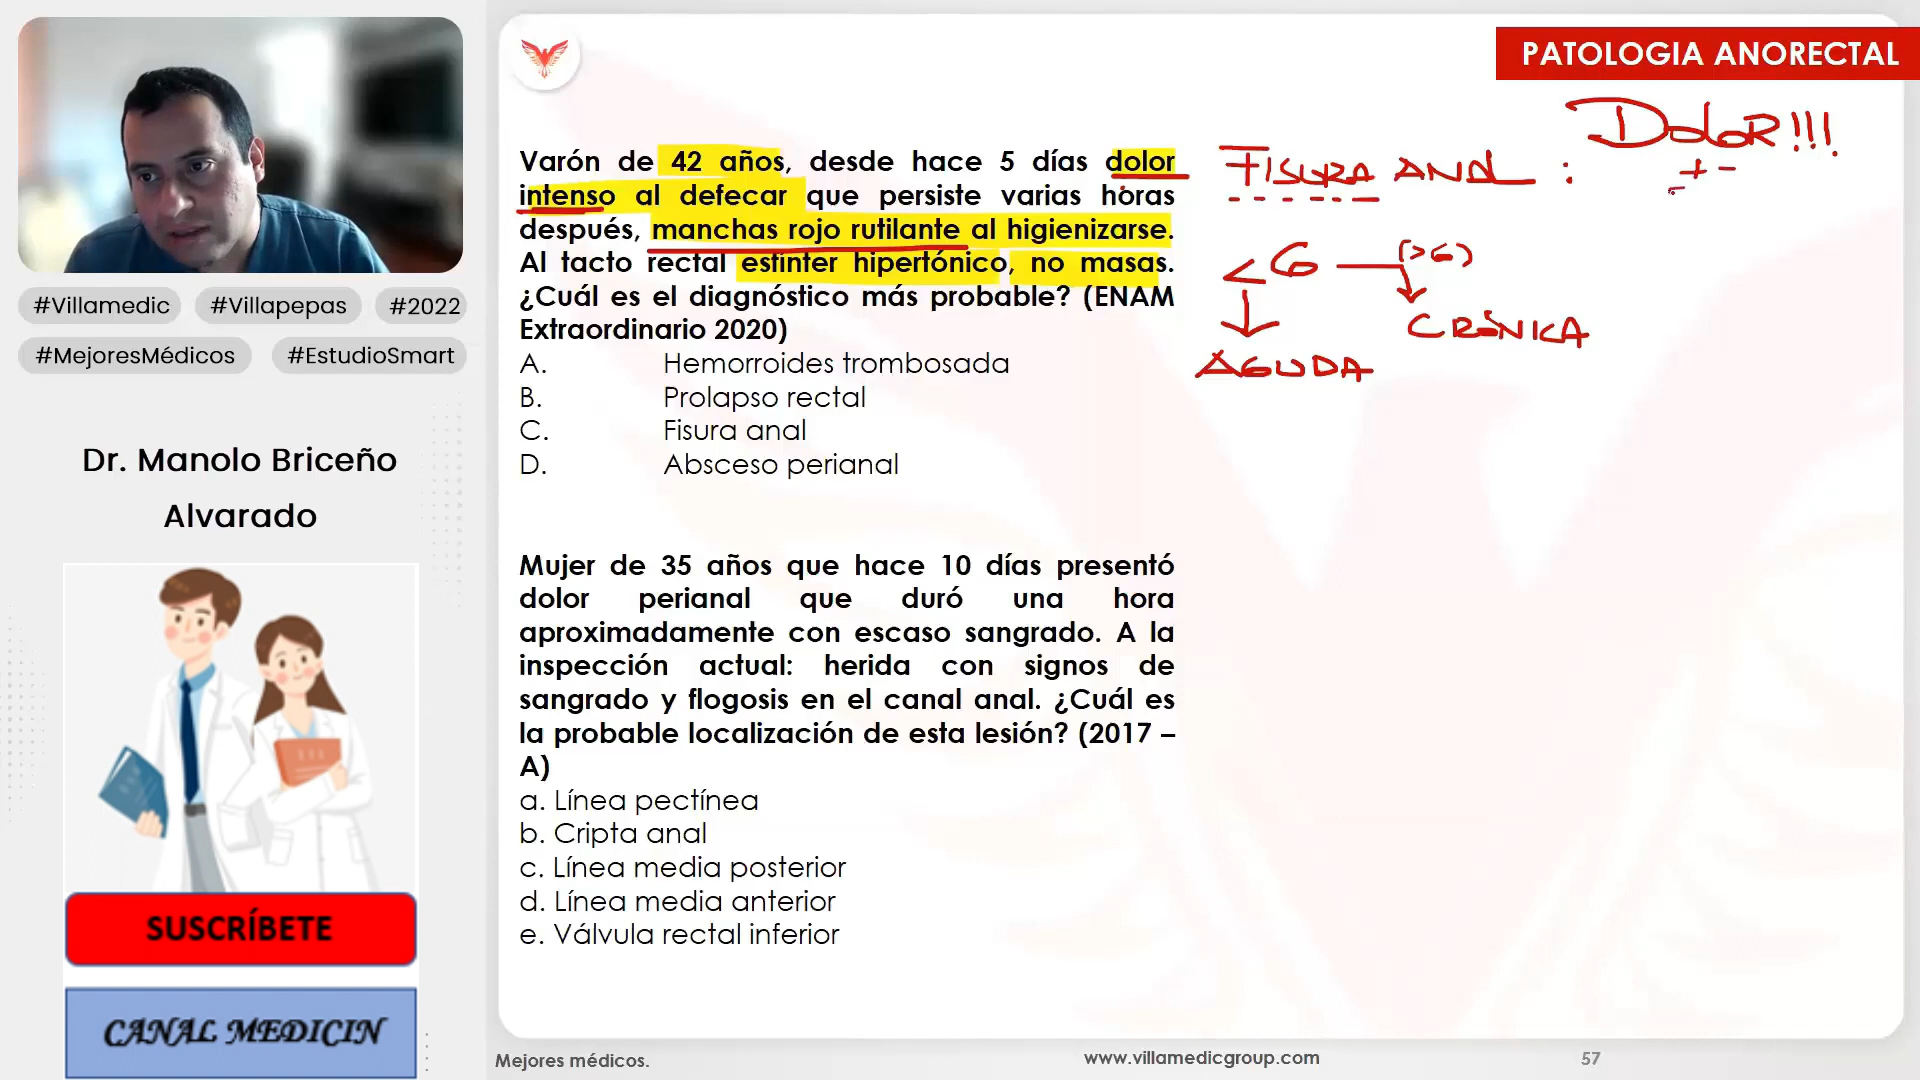 PATOLOGIA ANORECTAL
Varón de 42 años, desde hace 5 días dolor
intenso al defecar que persiste varias horas
después, manchas rojo rutilante al higienizarse.
Al tacto rectal esfínter hipertónico, no masas.
¿Cuál es el diagnóstico más probable? (ENAM
Extraordinario 2020)
A. Hemorroides trombosada
B. Prolapso rectal
C. Fisura anal
D. Absceso perianal
Mujer de 35 años que hace 10 días presentó
dolor perianal que duró una hora
aproximadamente con escaso sangrado. A la
inspección actual: herida con signos de
sangrado y flogosis en el canal anal. ¿Cuál es
la probable localización de esta lesión? (2017 –
A)
a. Línea pectínea
b. Cripta anal
c. Línea media posterior
d. Línea media anterior
e. Válvula rectal inferior
DOLOR!!!
FISURA ANAL :
+ -
< 6
(>6)
CRÓNICA
AGUDA
#Villamedic #Villapepas #2022
#MejoresMédicos #EstudioSmart
Dr. Manolo Briceño
Alvarado
SUSCRÍBETE
CANAL MEDICIN
Mejores médicos.
www.villamedicgroup.com
57